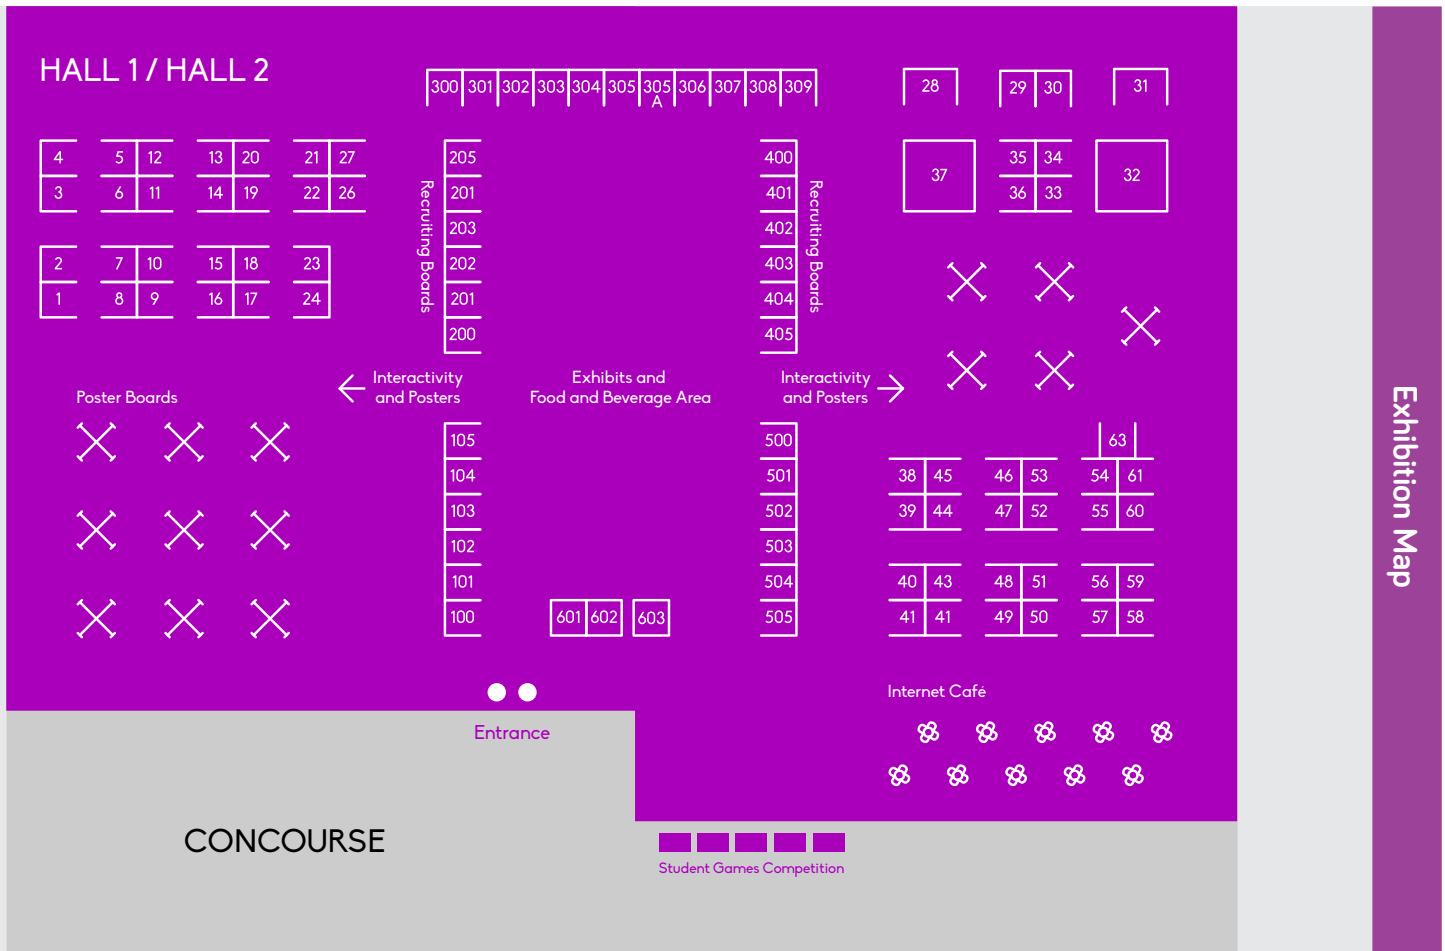 HALL 1 / HALL 2
300 301 302 303 304 305 305 A 306 307 308 309
28 29 30 31
4 5 12 13 20 21 27
3 6 11 14 19 22 26
2 7 10 15 18 23
1 8 9 16 17 24
205
201
203
202
201
200
Recruiting Boards
400
401
402
403
404
405
Recruiting Boards
37 35 34 32
36 33
Interactivity
and Posters
Exhibits and
Food and Beverage Area
Interactivity
and Posters
Poster Boards
105
104
103
102
101
100
601 602 603
500
501
502
503
504
505
63
38 45 46 53 54 61
39 44 47 52 55 60
40 43 48 51 56 59
41 41 49 50 57 58
Internet Café
Entrance
CONCOURSE
Student Games Competition
Exhibition Map